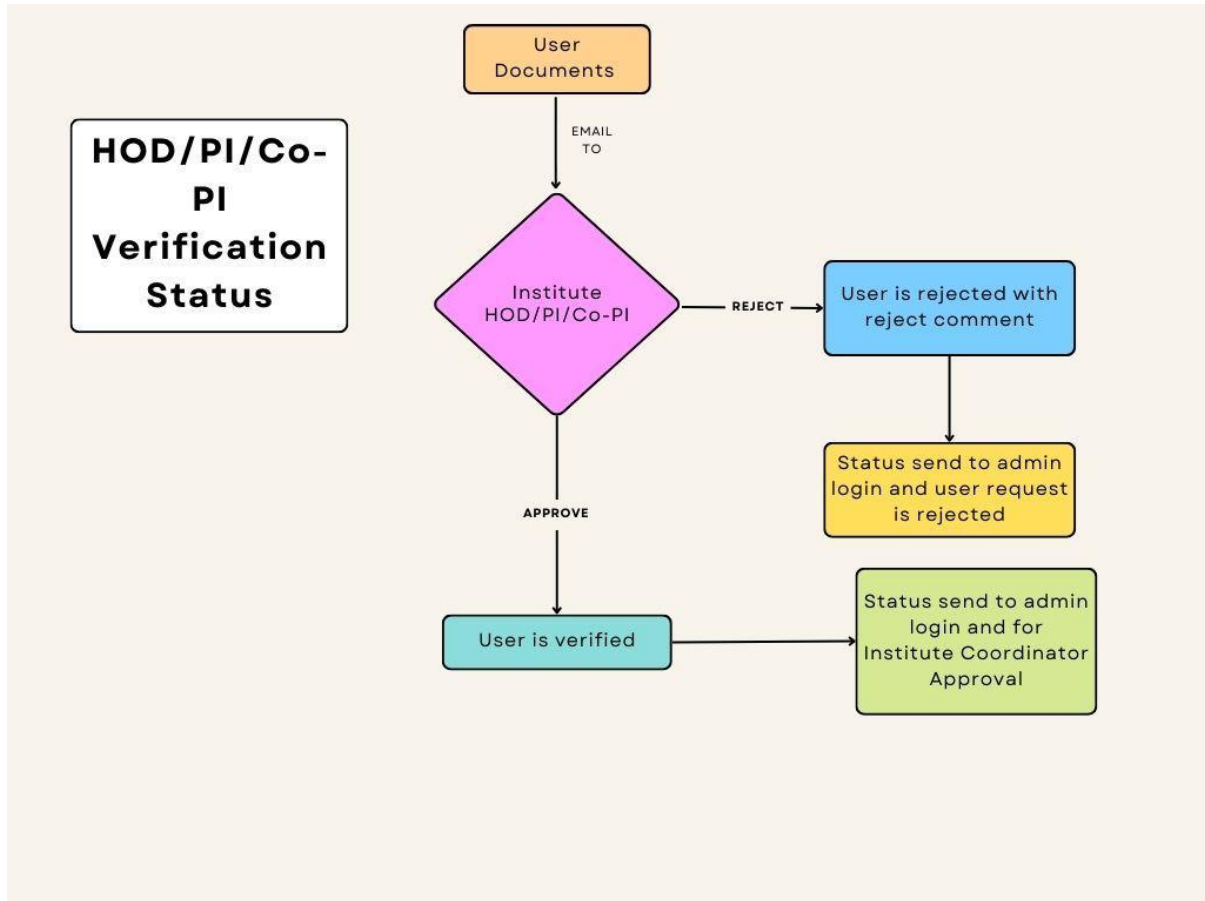 User
Documents
EMAIL
TO
HOD/PI/Co-
PI
Verification
Status
Institute
HOD/PI/Co-PI
REJECT
User is rejected with
reject comment
Status send to admin
login and user request
is rejected
APPROVE
User is verified
Status send to admin
login and for
Institute Coordinator
Approval